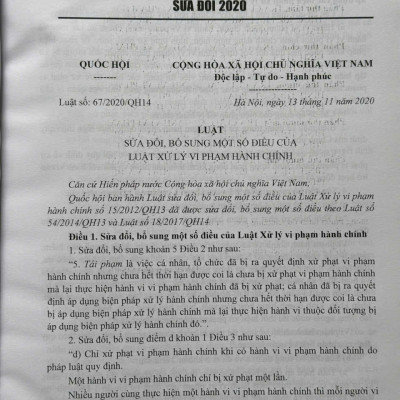 SỬA ĐỔI 2020
QUỐC HỘI
-------
CỘNG HÒA XÃ HỘI CHỦ NGHĨA VIỆT NAM
Độc lập - Tự do - Hạnh phúc
---------------
Luật số: 67/2020/QH14
Hà Nội, ngày 13 tháng 11 năm 2020
LUẬT
SỬA ĐỔI, BỔ SUNG MỘT SỐ ĐIỀU CỦA
LUẬT XỬ LÝ VI PHẠM HÀNH CHÍNH
Căn cứ Hiến pháp nước Cộng hòa xã hội chủ nghĩa Việt Nam;
Quốc hội ban hành Luật sửa đổi, bổ sung một số điều của Luật Xử lý vi phạm
hành chính số 15/2012/QH13 đã được sửa đổi, bổ sung một số điều theo Luật số
54/2014/QH13 và Luật số 18/2017/QH14.
Điều 1. Sửa đổi, bổ sung một số điều của Luật Xử lý vi phạm hành chính
1. Sửa đổi, bổ sung khoản 5 Điều 2 như sau:
“5. Tái phạm là việc cá nhân, tổ chức đã bị ra quyết định xử phạt vi phạm
hành chính nhưng chưa hết thời hạn được coi là chưa bị xử phạt vi phạm hành chính
mà lại thực hiện hành vi vi phạm hành chính đã bị xử phạt; cá nhân đã bị ra quyết
định áp dụng biện pháp xử lý hành chính nhưng chưa hết thời hạn được coi là chưa
bị áp dụng biện pháp xử lý hành chính mà lại thực hiện hành vi thuộc đối tượng bị
áp dụng biện pháp xử lý hành chính đó.”.
2. Sửa đổi, bổ sung điểm d khoản 1 Điều 3 như sau:
“d) Chỉ xử phạt vi phạm hành chính khi có hành vi vi phạm hành chính do
pháp luật quy định.
Một hành vi vi phạm hành chính chỉ bị xử phạt một lần.
Nhiều người cùng thực hiện một hành vi vi phạm hành chính thì mỗi người vi